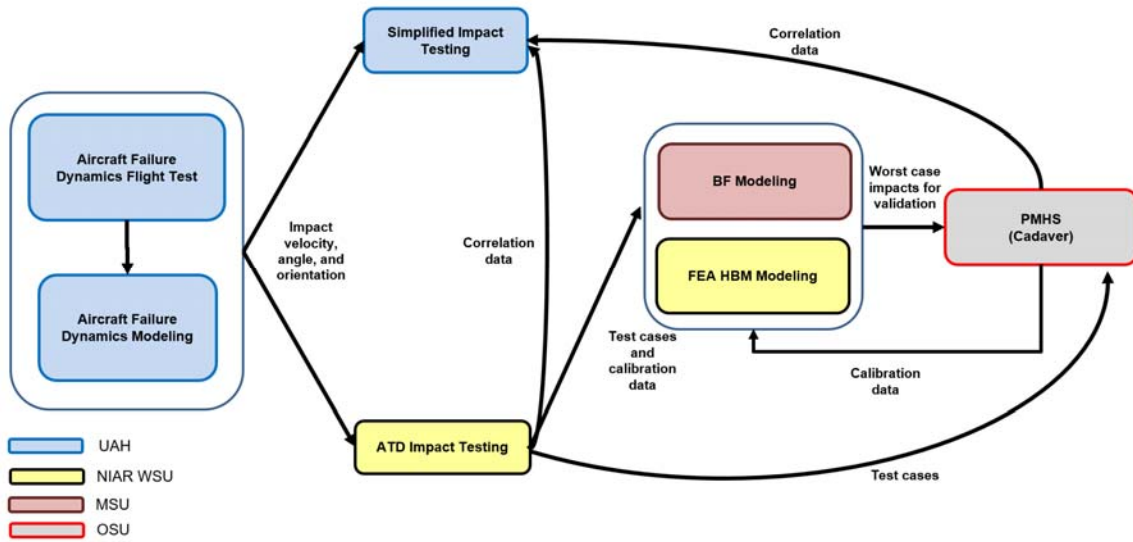 Simplified Impact
Testing
Correlation
data
Aircraft Failure
Dynamics Flight Test
BF Modeling
Worst case
impacts for
validation
PMHS
(Cadaver)
Impact
velocity,
angle, and
orientation
Correlation
data
FEA HBM Modeling
Aircraft Failure
Dynamics Modeling
Test cases
and
calibration
data
Calibration
data
ATD Impact Testing
Test cases
UAH
NIAR WSU
MSU
OSU